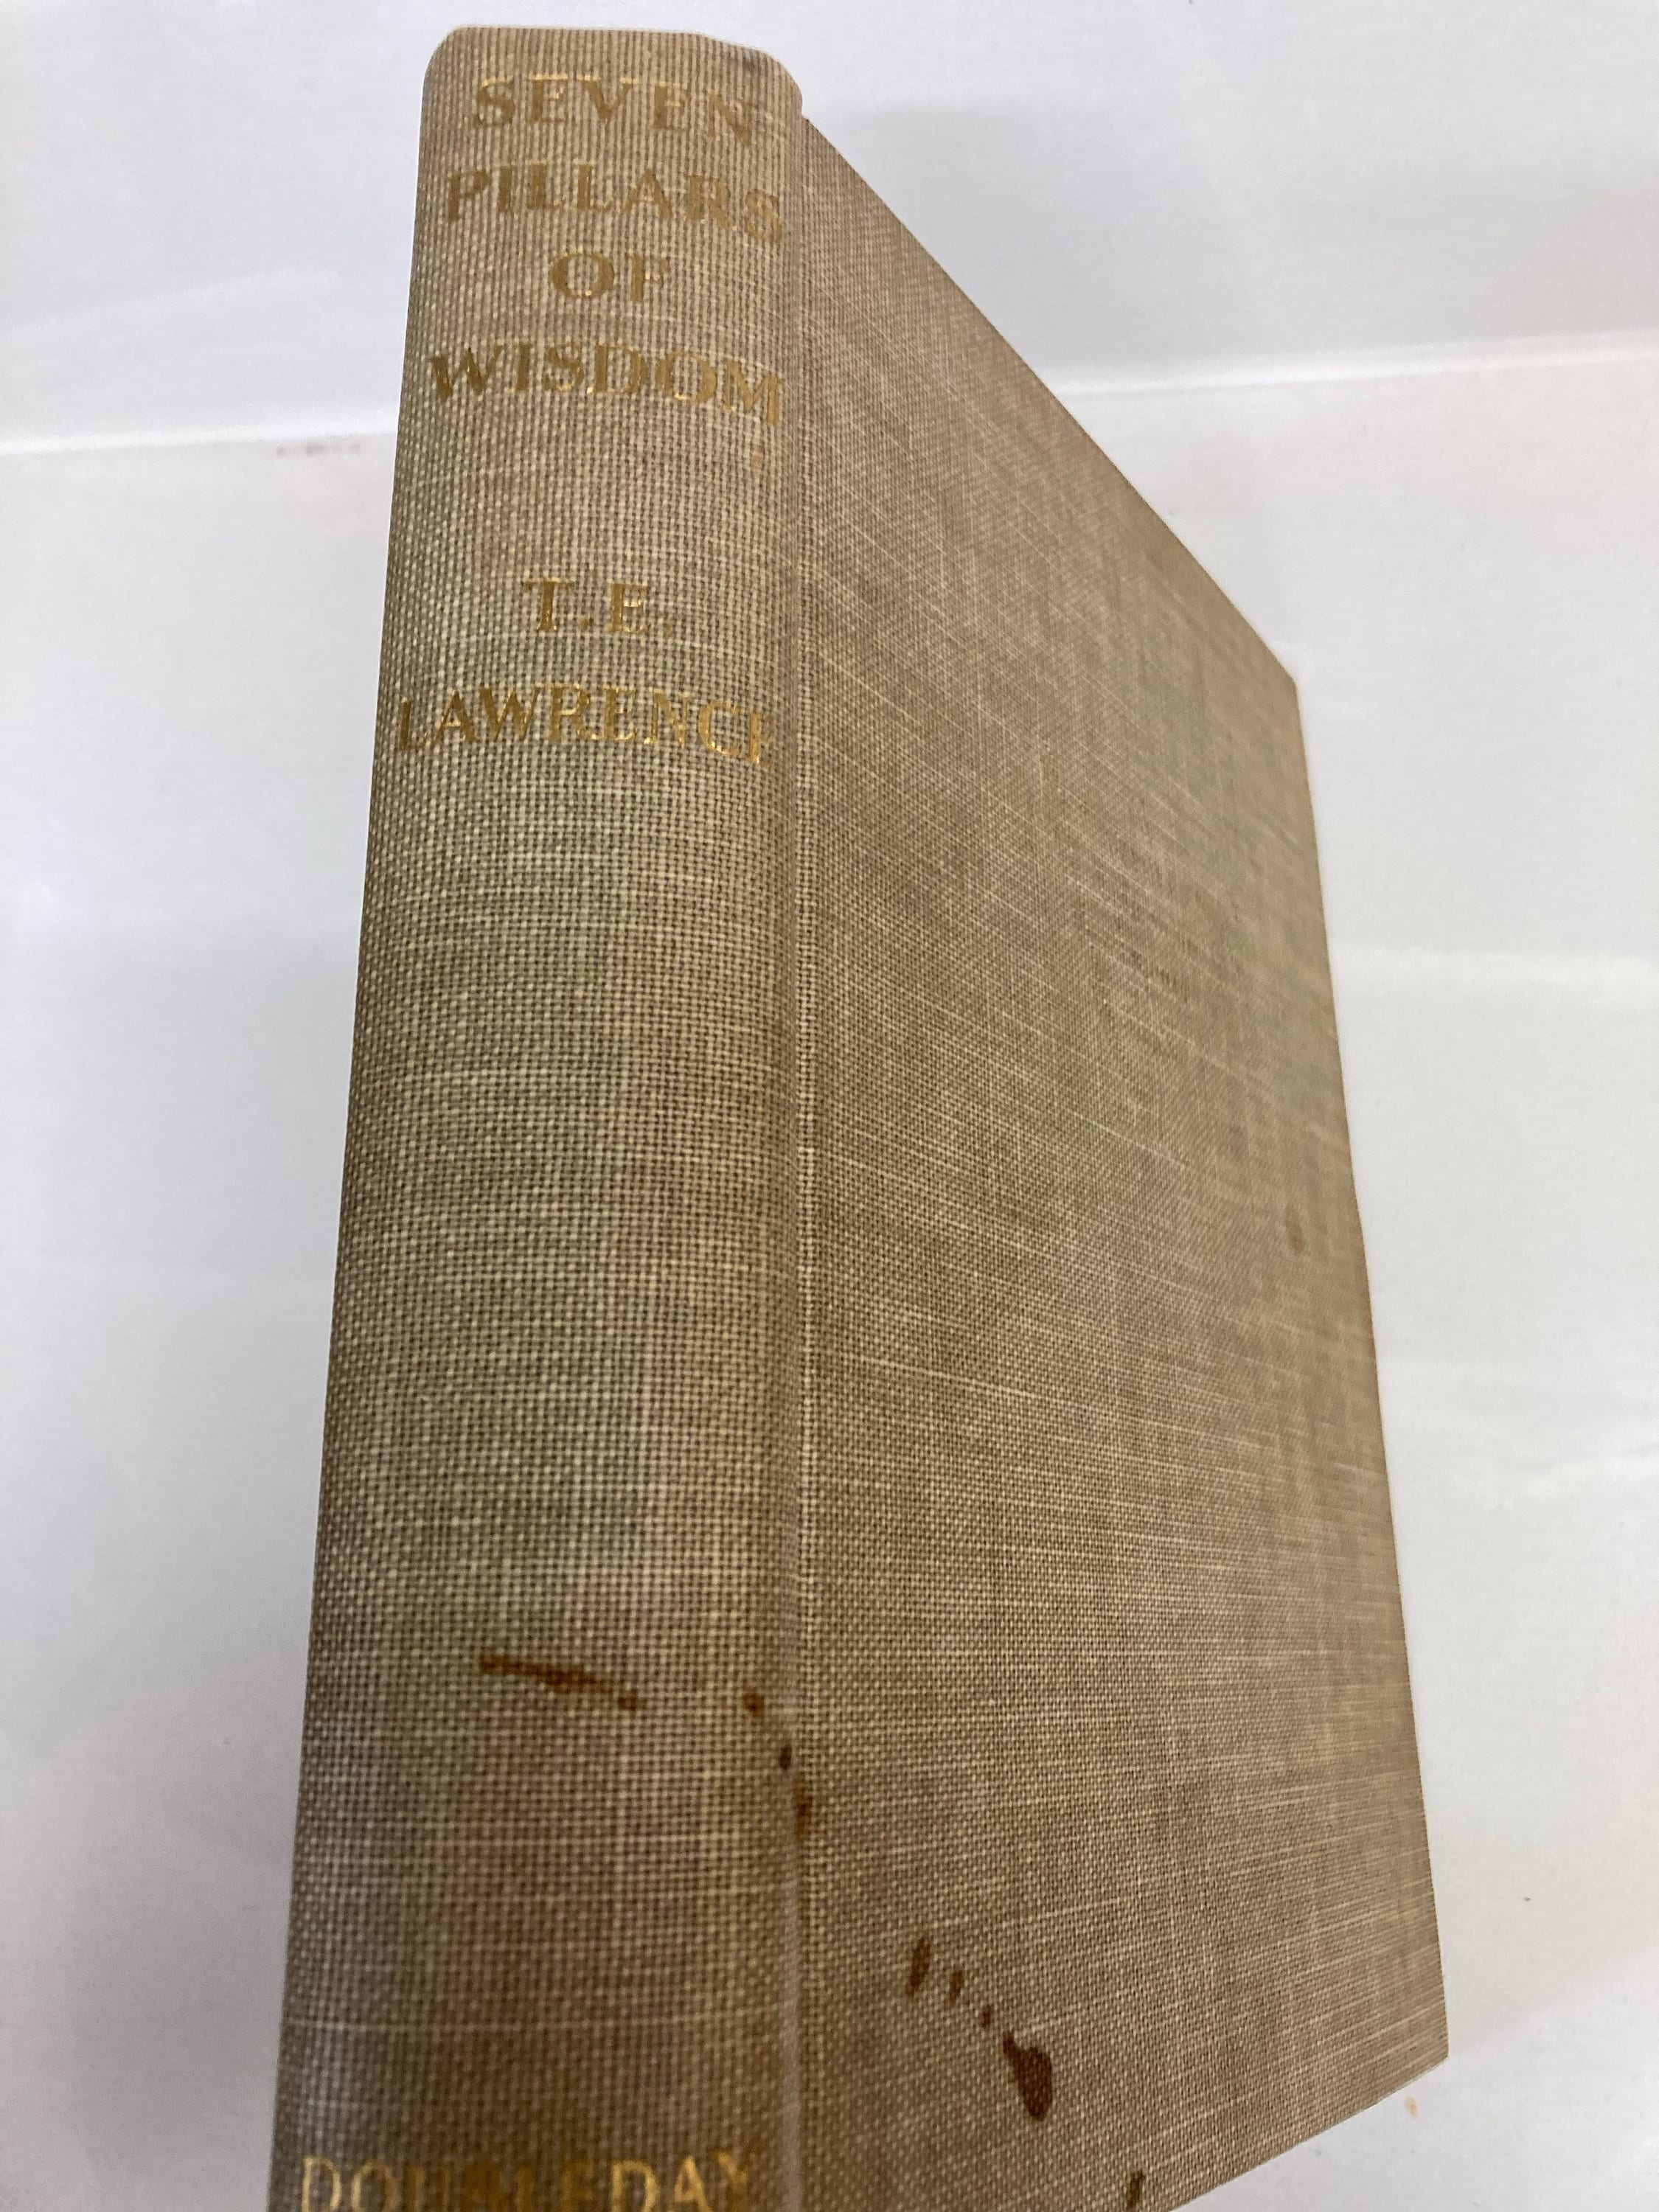 SEVEN
PILLARS
OF
WISDOM
T.E.
LAWRENCE
DOUBLEDAY